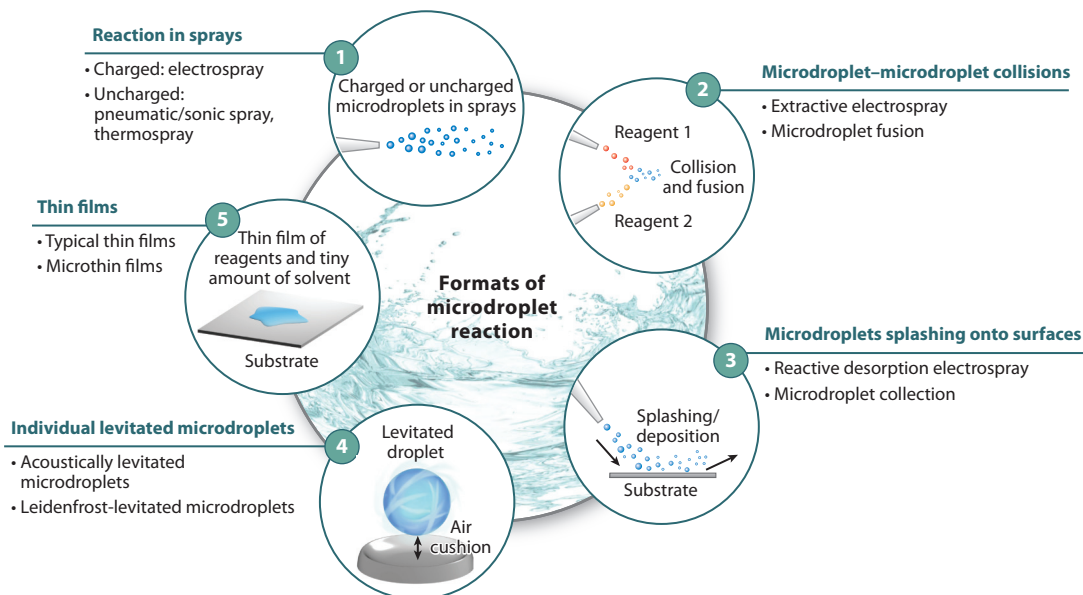 Reaction in sprays
• Charged: electrospray
• Uncharged:
pneumatic/sonic spray,
thermospray
1
Charged or uncharged
microdroplets in sprays
2
Microdroplet–microdroplet collisions
• Extractive electrospray
• Microdroplet fusion
Reagent 1
Collision
and fusion
Reagent 2
Thin films
• Typical thin films
• Microthin films
5
Thin film of
reagents and tiny
amount of solvent
Substrate
Formats of
microdroplet
reaction
3
Microdroplets splashing onto surfaces
• Reactive desorption electrospray
• Microdroplet collection
Splashing/
deposition
Substrate
Individual levitated microdroplets
• Acoustically levitated
microdroplets
• Leidenfrost-levitated microdroplets
4
Levitated
droplet
Air
cushion